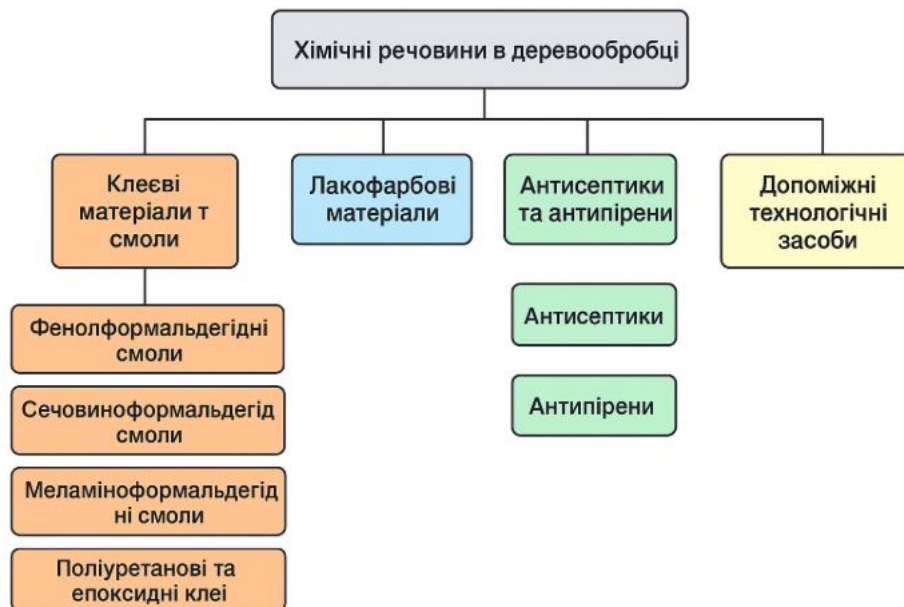 Хімічні речовини в деревообробці
Клеєві
матеріали т
смоли
Лакофарбові
матеріали
Антисептики
та антипірени
Допоміжні
технологічні
засоби
Фенолформальдегідні
смоли
Сечовиноформальдегід
смоли
Меламіноформальдегід
ні смоли
Поліуретанові та
епоксидні клеї
Антисептики
Антипірени